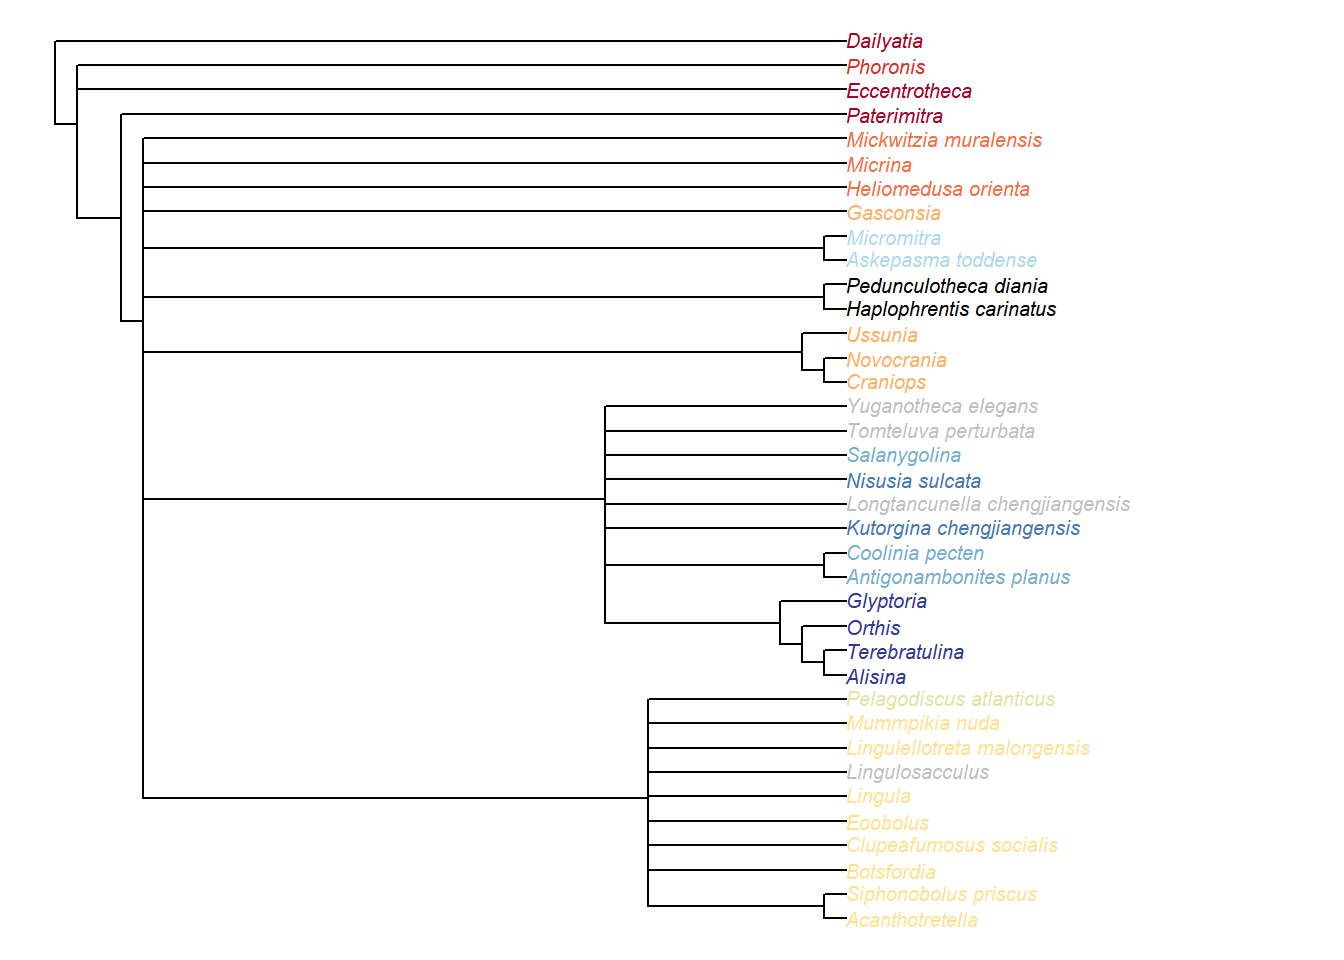 Dailyatia
Phoronis
Eccentrotheca
Paterimitra
Mickwitzia muralensis
Micrina
Heliomedusa orienta
Gasconsia
Micromitra
Askepasma toddense
Pedunculotheca diania
Haplophrentis carinatus
Ussunia
Novocrania
Craniops
Yuganotheca elegans
Tomteluva perturbata
Salanygolina
Nisusia sulcata
Longtancunella chengjiangensis
Kutorgina chengjiangensis
Coolinia pecten
Antigonambonites planus
Glyptoria
Orthis
Terebratulina
Alisina
Pelagodiscus atlanticus
Mummpikia nuda
Lingulellotreta malongensis
Lingulosacculus
Lingula
Eoobolus
Clupeafumosus socialis
Botsfordia
Siphonobolus priscus
Acanthotretella